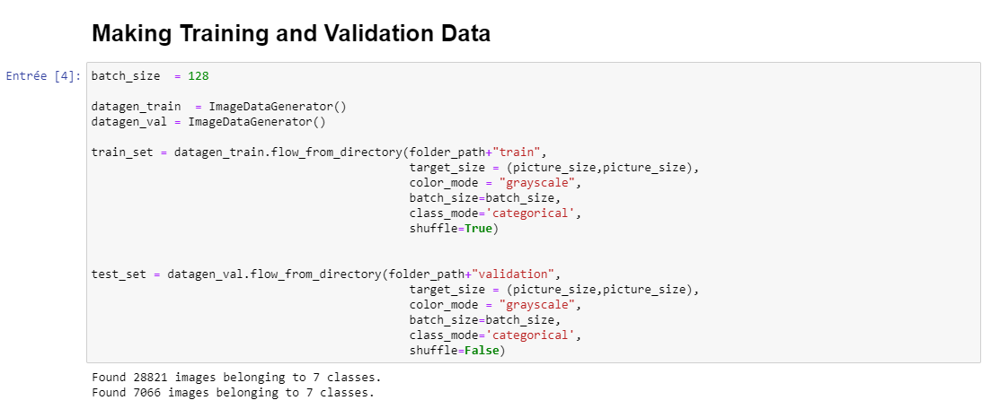 Making Training and Validation Data
Entrée [4]: batch_size  = 128
datagen_train  = ImageDataGenerator()
datagen_val = ImageDataGenerator()
train_set = datagen_train.flow_from_directory(folder_path+"train",
target_size = (picture_size,picture_size),
color_mode = "grayscale",
batch_size=batch_size,
class_mode='categorical',
shuffle=True)
test_set = datagen_val.flow_from_directory(folder_path+"validation",
target_size = (picture_size,picture_size),
color_mode = "grayscale",
batch_size=batch_size,
class_mode='categorical',
shuffle=False)
Found 28821 images belonging to 7 classes.
Found 7066 images belonging to 7 classes.